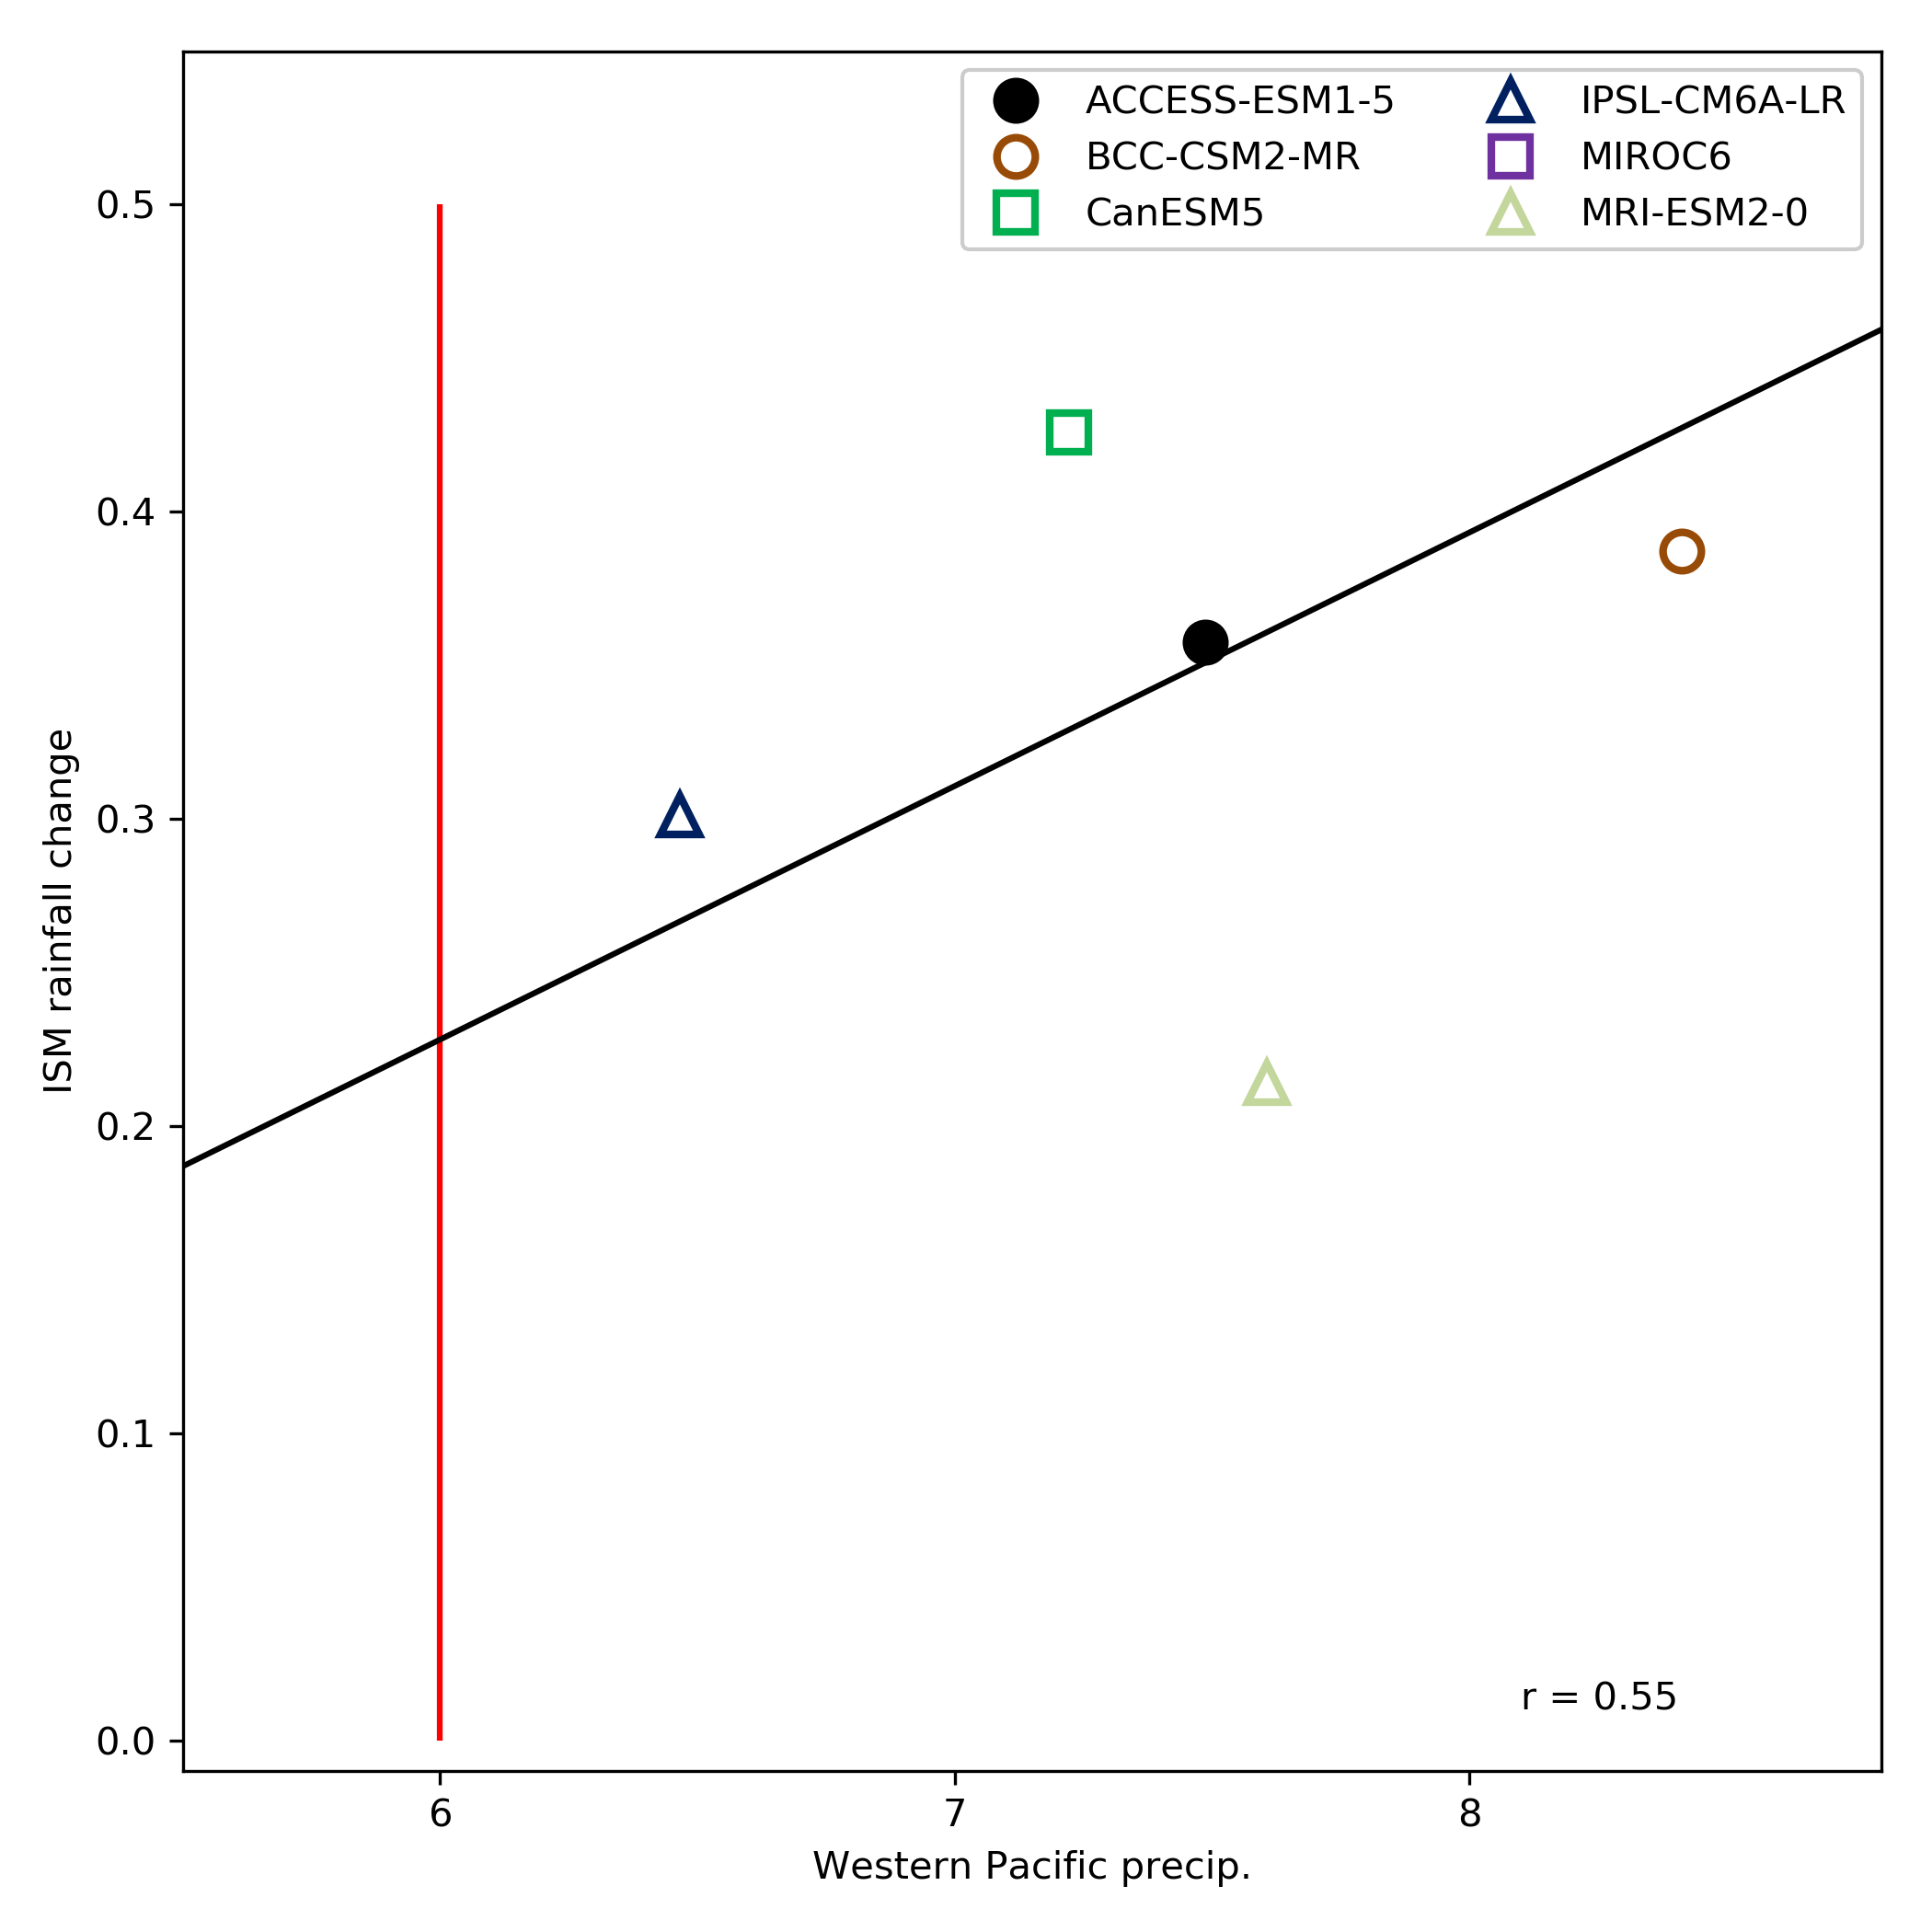 ACCESS-ESM1-5
BCC-CSM2-MR
CanESM5
IPSL-CM6A-LR
MIROC6
MRI-ESM2-0
0.5
0.4
0.3
0.2
0.1
0.0
ISM rainfall change
r = 0.55
6 7 8
Western Pacific precip.